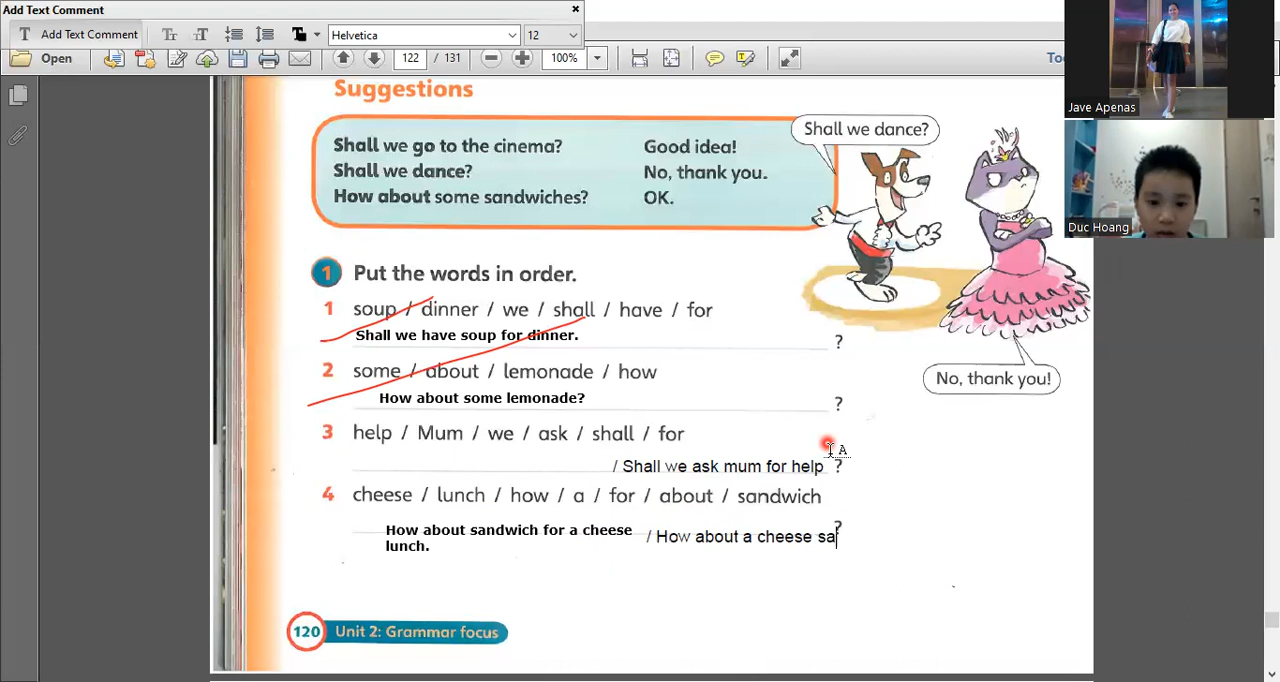 Add Text Comment
Add Text Comment
Helvetica
12
Open
122 / 131
100%
Too
Jave Apenas
Duc Hoang
Suggestions
Shall we go to the cinema? Good idea!
Shall we dance? No, thank you.
How about some sandwiches? OK.
Shall we dance?
No, thank you!
1 Put the words in order.
1 soup / dinner / we / shall / have / for
Shall we have soup for dinner. ?
2 some / about / lemonade / how
How about some lemonade? ?
3 help / Mum / we / ask / shall / for
/ Shall we ask mum for help ?
4 cheese / lunch / how / a / for / about / sandwich
How about sandwich for a cheese
lunch.
/ How about a cheese sa ?
120 Unit 2: Grammar focus